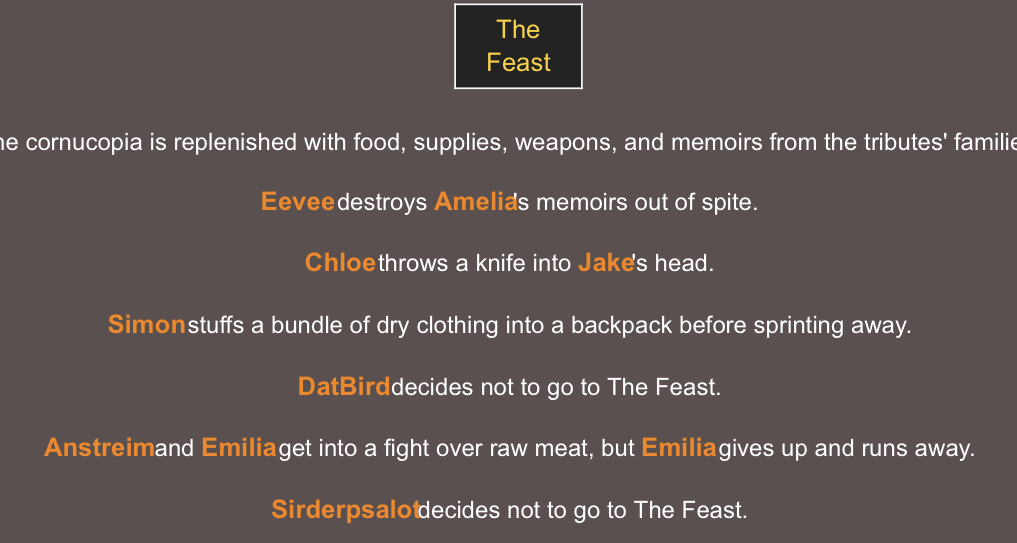 The
Feast
he cornucopia is replenished with food, supplies, weapons, and memoirs from the tributes' familie
Eevee destroys Amelia's memoirs out of spite.
Chloe throws a knife into Jake's head.
Simon stuffs a bundle of dry clothing into a backpack before sprinting away.
DatBird decides not to go to The Feast.
Anstreim and Emilia get into a fight over raw meat, but Emilia gives up and runs away.
Sirderpsalot decides not to go to The Feast.